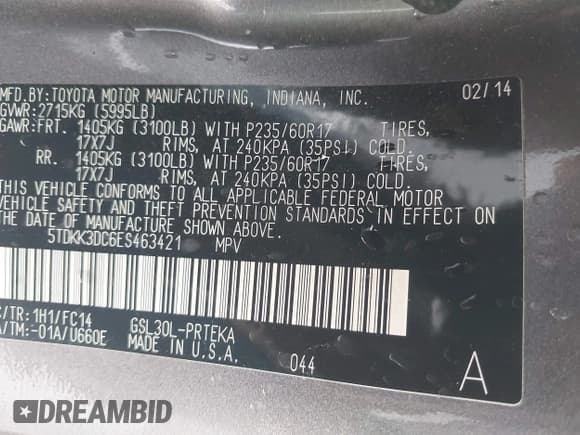 MFD.BY:TOYOTA MOTOR MANUFACTURING, INDIANA, INC. 02/14
GVWR:2715KG (5995LB)
GAWR:FRT. 1405KG (3100LB) WITH P235/60R17 TIRES,
17X7J RIMS, AT 240KPA (35PSI) COLD.
RR. 1405KG (3100LB) WITH P235/60R17 TIRES,
17X7J RIMS, AT 240KPA (35PSI) COLD.
THIS VEHICLE CONFORMS TO ALL APPLICABLE FEDERAL MOTOR
VEHICLE SAFETY AND THEFT PREVENTION STANDARDS IN EFFECT ON
THE DATE OF MANUFACTURE SHOWN ABOVE.
5TDKK3DC6ES463421 MPV
/TR:1H1/FC14 GSL30L-PRTEKA
/TM:-01A/U660E MADE IN U.S.A. 044 A
DREAMBID